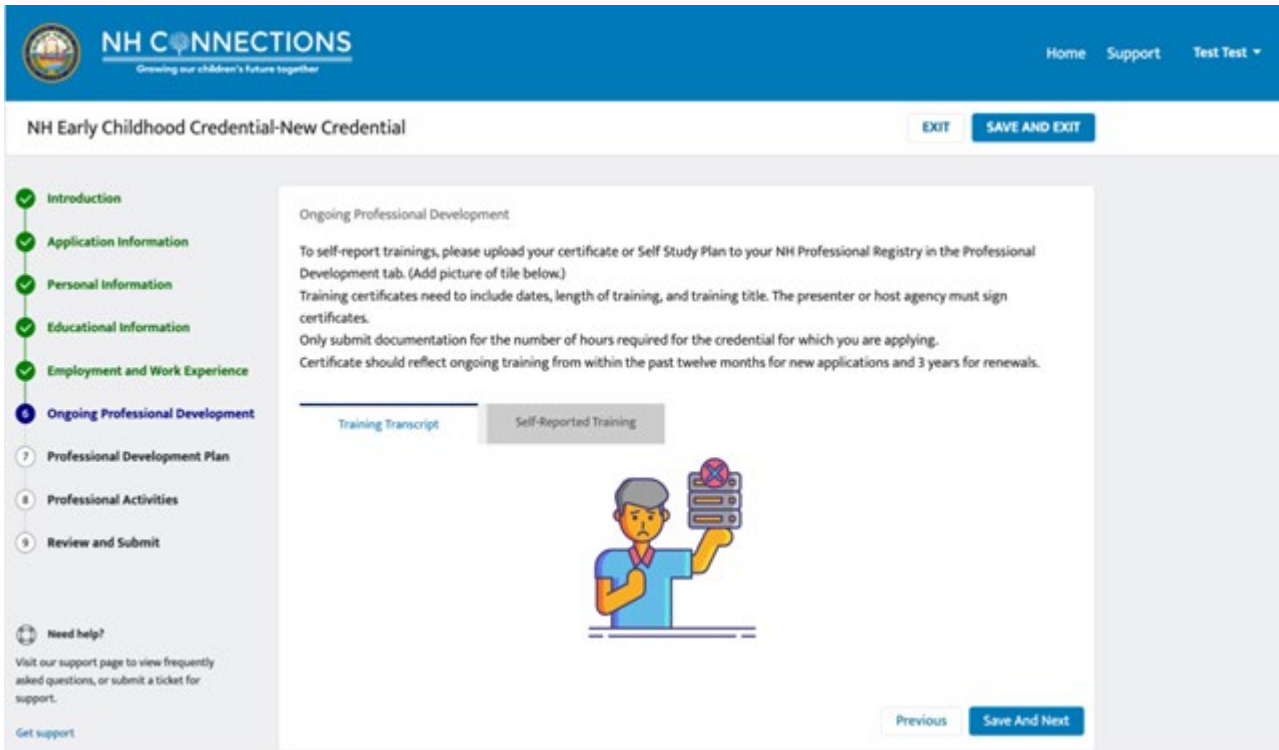 NH CONNECTIONS
Growing our children's future together
Home Support Test Test
NH Early Childhood Credential-New Credential
EXIT SAVE AND EXIT
Introduction
Application Information
Personal Information
Educational Information
Employment and Work Experience
6 Ongoing Professional Development
7 Professional Development Plan
8 Professional Activities
9 Review and Submit
Need help?
Visit our support page to view frequently
asked questions, or submit a ticket for
support.
Get support
Ongoing Professional Development
To self-report trainings, please upload your certificate or Self Study Plan to your NH Professional Registry in the Professional
Development tab. (Add picture of tile below.)
Training certificates need to include dates, length of training, and training title. The presenter or host agency must sign
certificates.
Only submit documentation for the number of hours required for the credential for which you are applying.
Certificate should reflect ongoing training from within the past twelve months for new applications and 3 years for renewals.
Training Transcript Self-Reported Training
Previous Save And Next